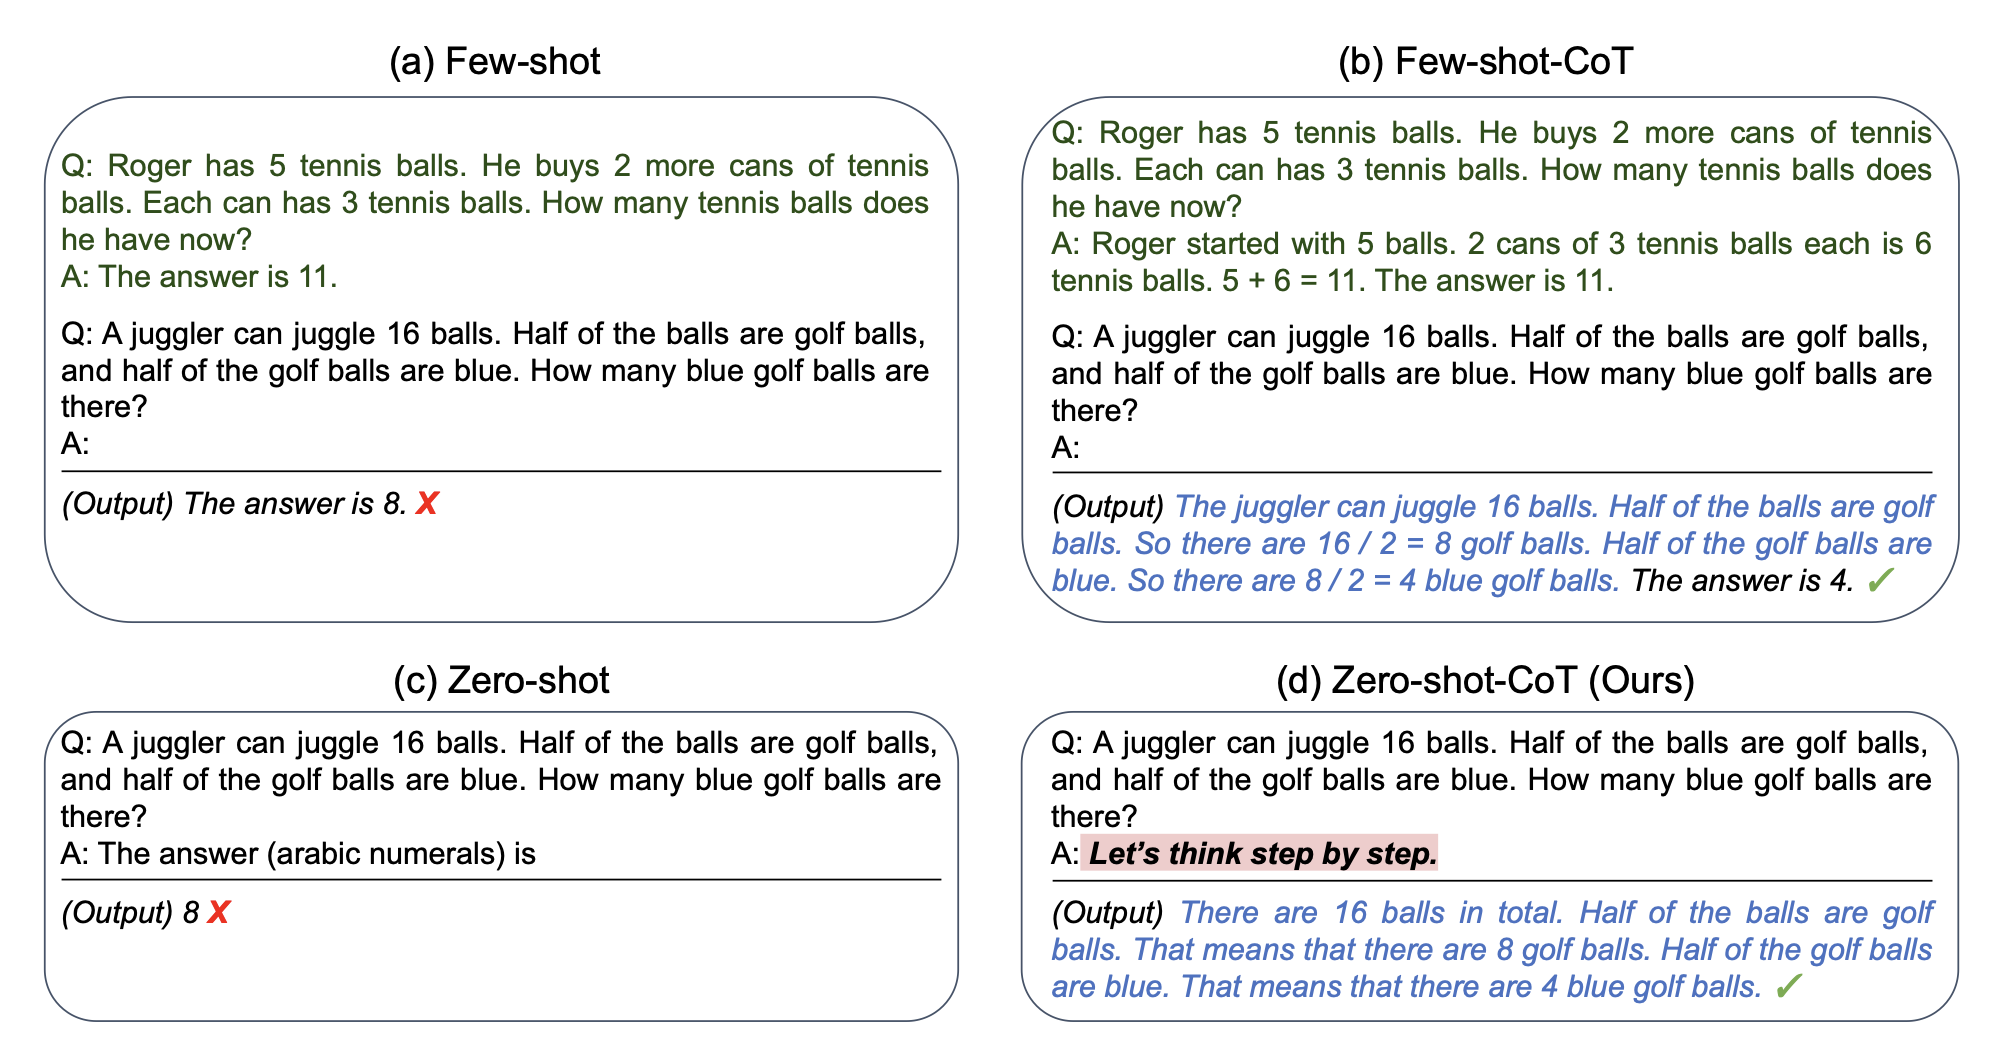 (a) Few-shot
Q: Roger has 5 tennis balls. He buys 2 more cans of tennis
balls. Each can has 3 tennis balls. How many tennis balls does
he have now?
A: The answer is 11.
Q: A juggler can juggle 16 balls. Half of the balls are golf balls,
and half of the golf balls are blue. How many blue golf balls are
there?
A:
(Output) The answer is 8. X
(b) Few-shot-CoT
Q: Roger has 5 tennis balls. He buys 2 more cans of tennis
balls. Each can has 3 tennis balls. How many tennis balls does
he have now?
A: Roger started with 5 balls. 2 cans of 3 tennis balls each is 6
tennis balls. 5 + 6 = 11. The answer is 11.
Q: A juggler can juggle 16 balls. Half of the balls are golf balls,
and half of the golf balls are blue. How many blue golf balls are
there?
A:
(Output) The juggler can juggle 16 balls. Half of the balls are golf
balls. So there are 16 / 2 = 8 golf balls. Half of the golf balls are
blue. So there are 8 / 2 = 4 blue golf balls. The answer is 4. ✓
(c) Zero-shot
Q: A juggler can juggle 16 balls. Half of the balls are golf balls,
and half of the golf balls are blue. How many blue golf balls are
there?
A: The answer (arabic numerals) is
(Output) 8 X
(d) Zero-shot-CoT (Ours)
Q: A juggler can juggle 16 balls. Half of the balls are golf balls,
and half of the golf balls are blue. How many blue golf balls are
there?
A: Let’s think step by step.
(Output) There are 16 balls in total. Half of the balls are golf
balls. That means that there are 8 golf balls. Half of the golf balls
are blue. That means that there are 4 blue golf balls. ✓